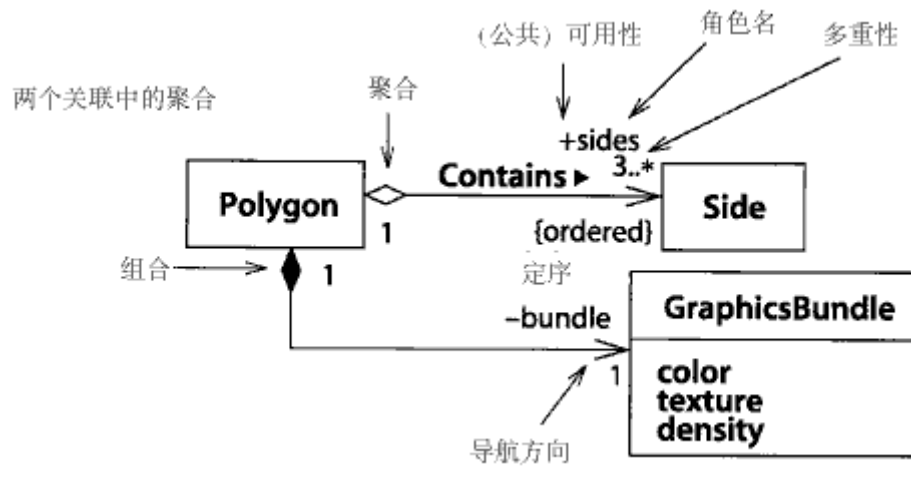 (公共) 可用性
角色名
多重性
两个关联中的聚合
聚合
+sides
3..*
Contains ▸
Polygon
Side
1
{ordered}
定序
组合
1
GraphicsBundle
–bundle
1
color
texture
density
导航方向